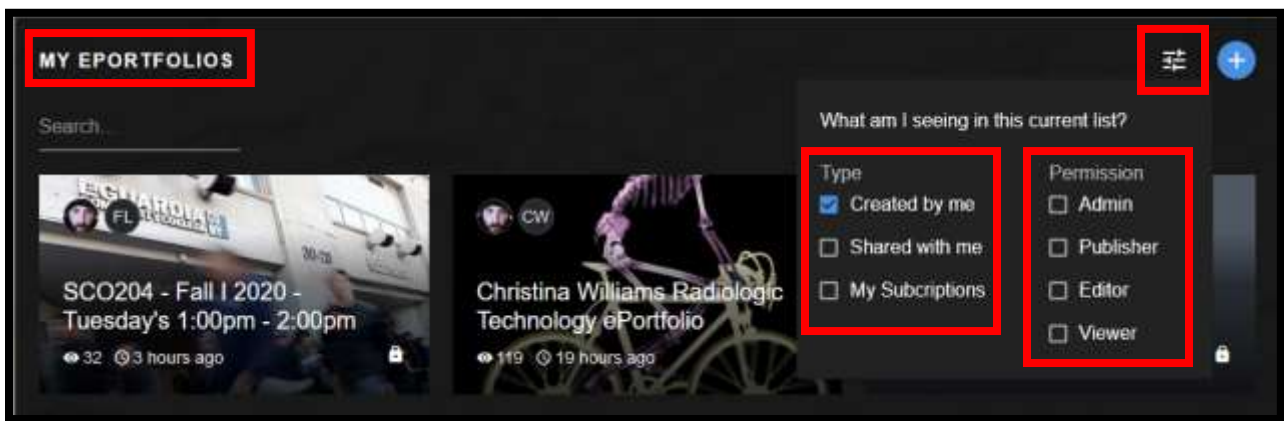 MY EPORTFOLIOS
Search...
What am I seeing in this current list?
Type
Created by me
Shared with me
My Subcriptions
Permission
Admin
Publisher
Editor
Viewer
FL
SCO204 - Fall I 2020 -
Tuesday's 1:00pm - 2:00pm
32 3 hours ago
CW
Christina Williams Radiologic
Technology ePortfolio
119 19 hours ago